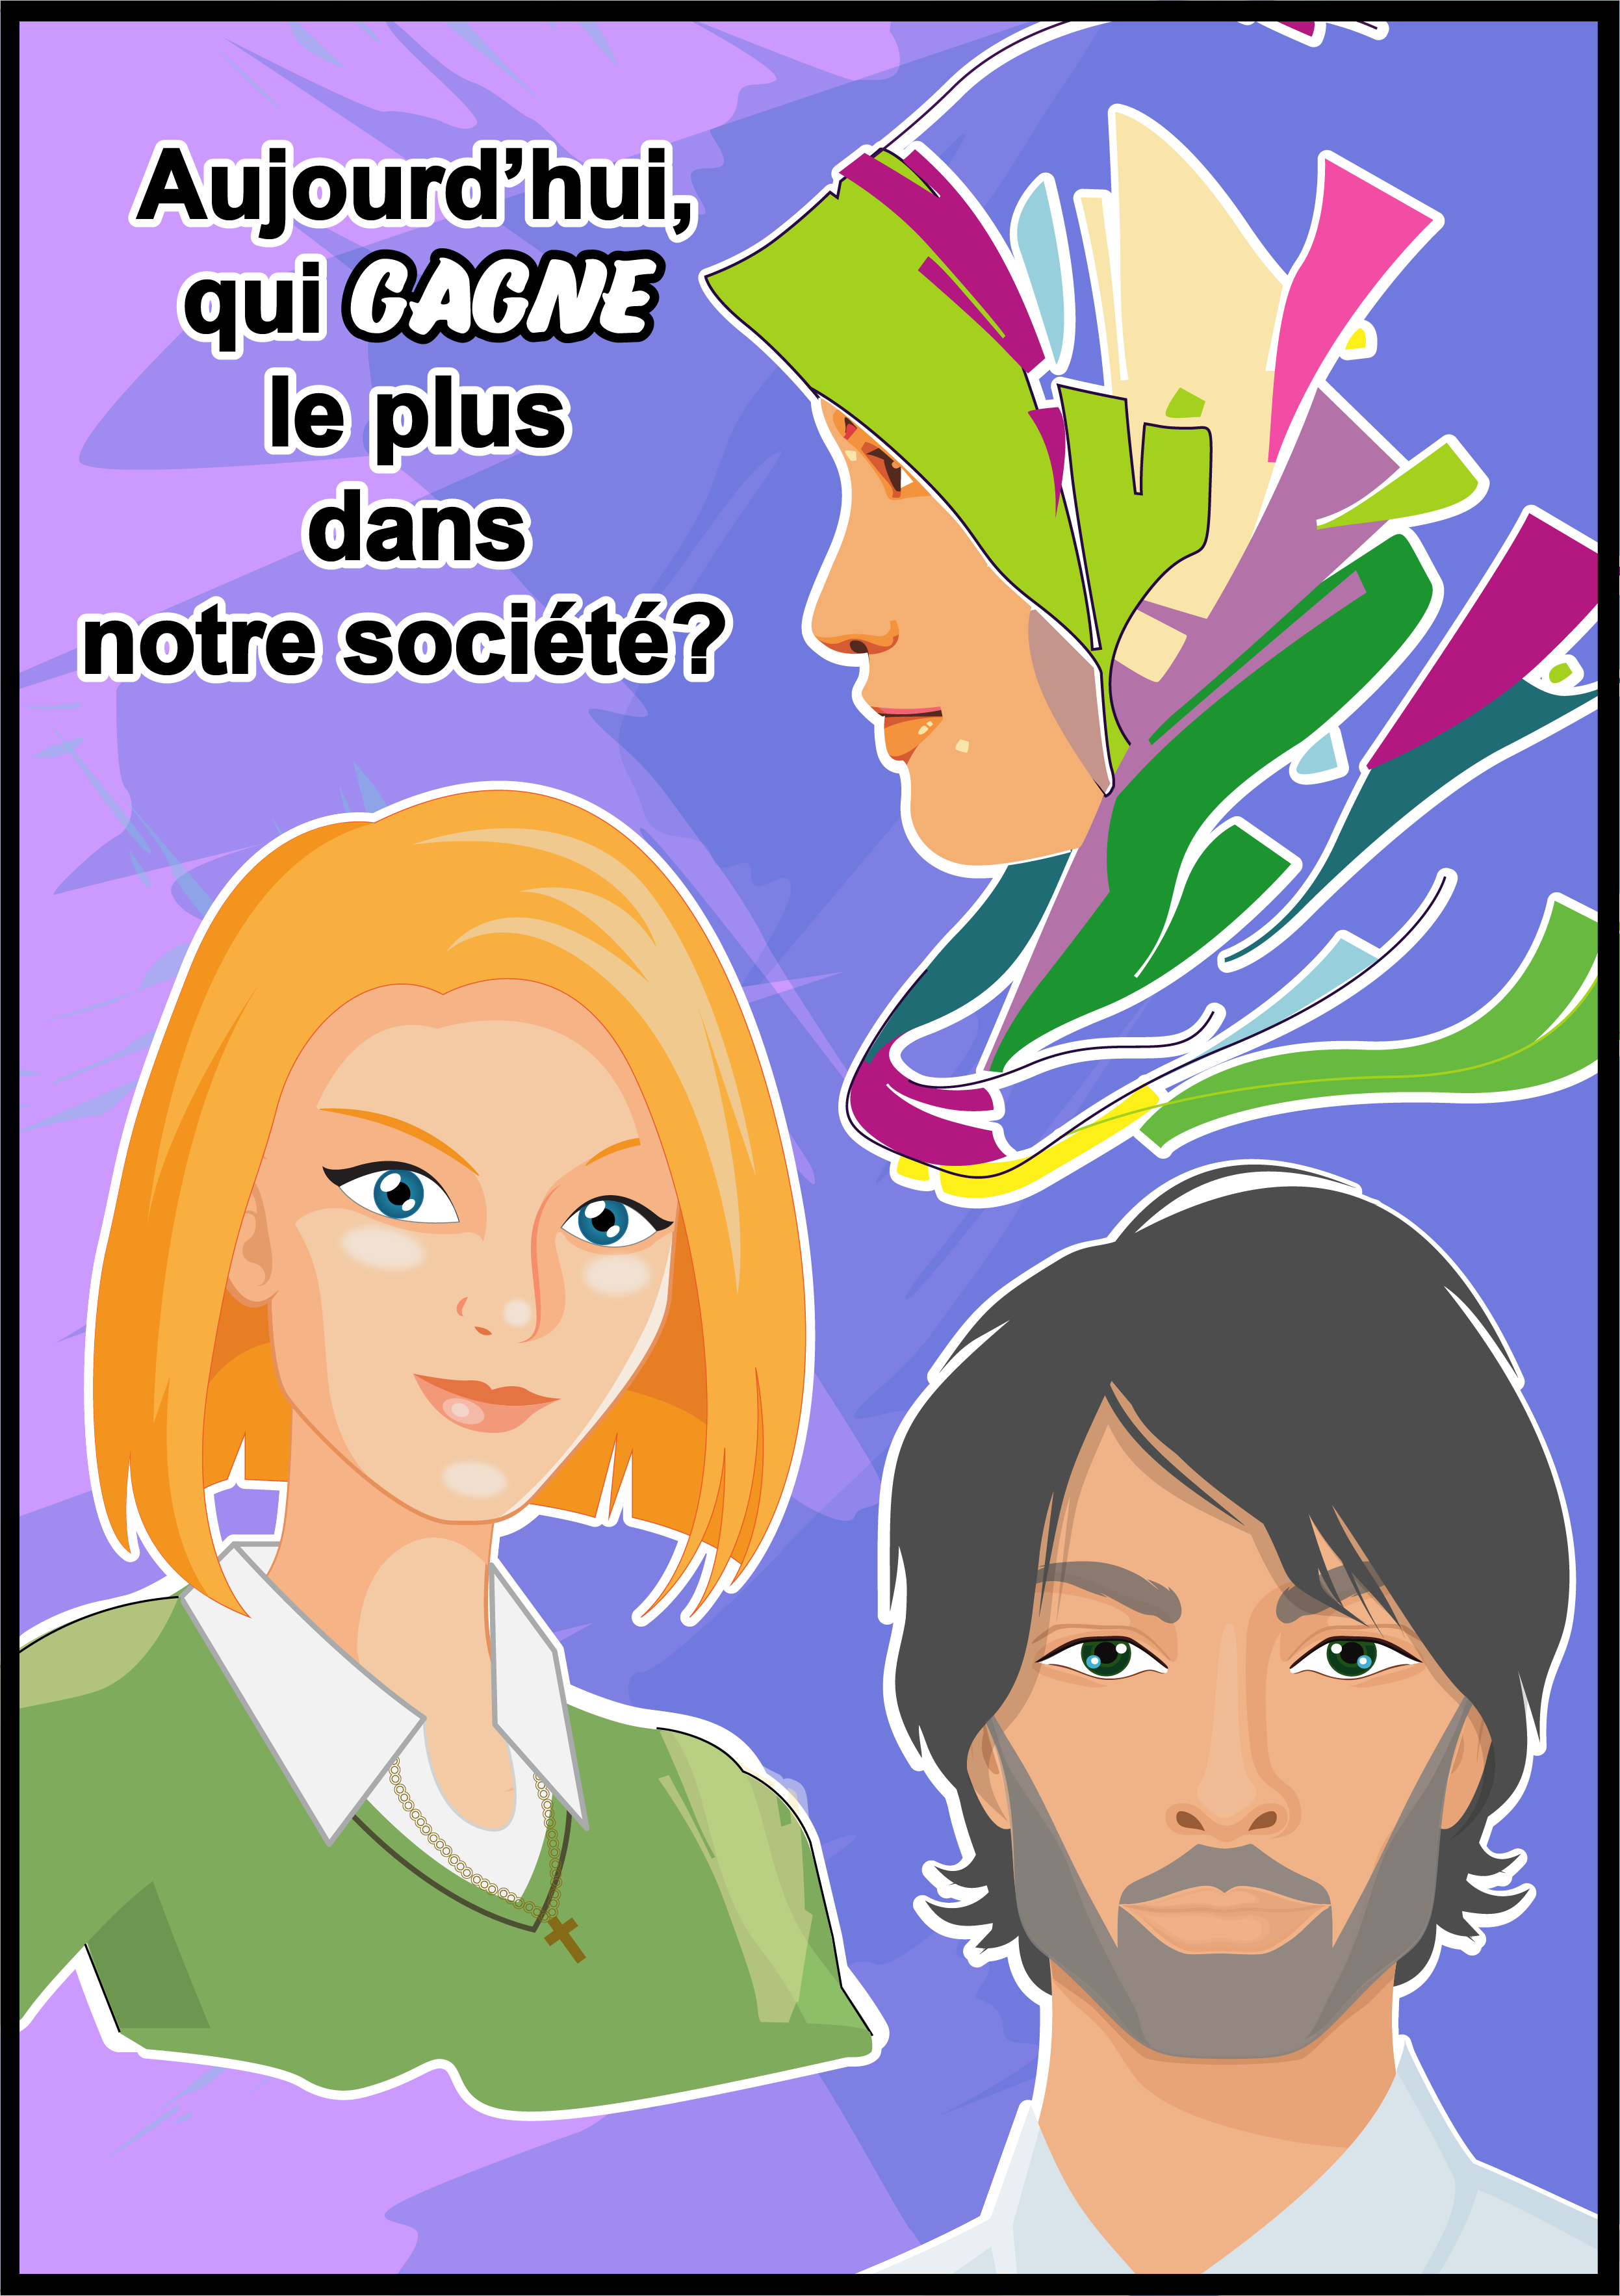 Aujourd’hui,
qui GAGNE
le plus
dans
notre société?